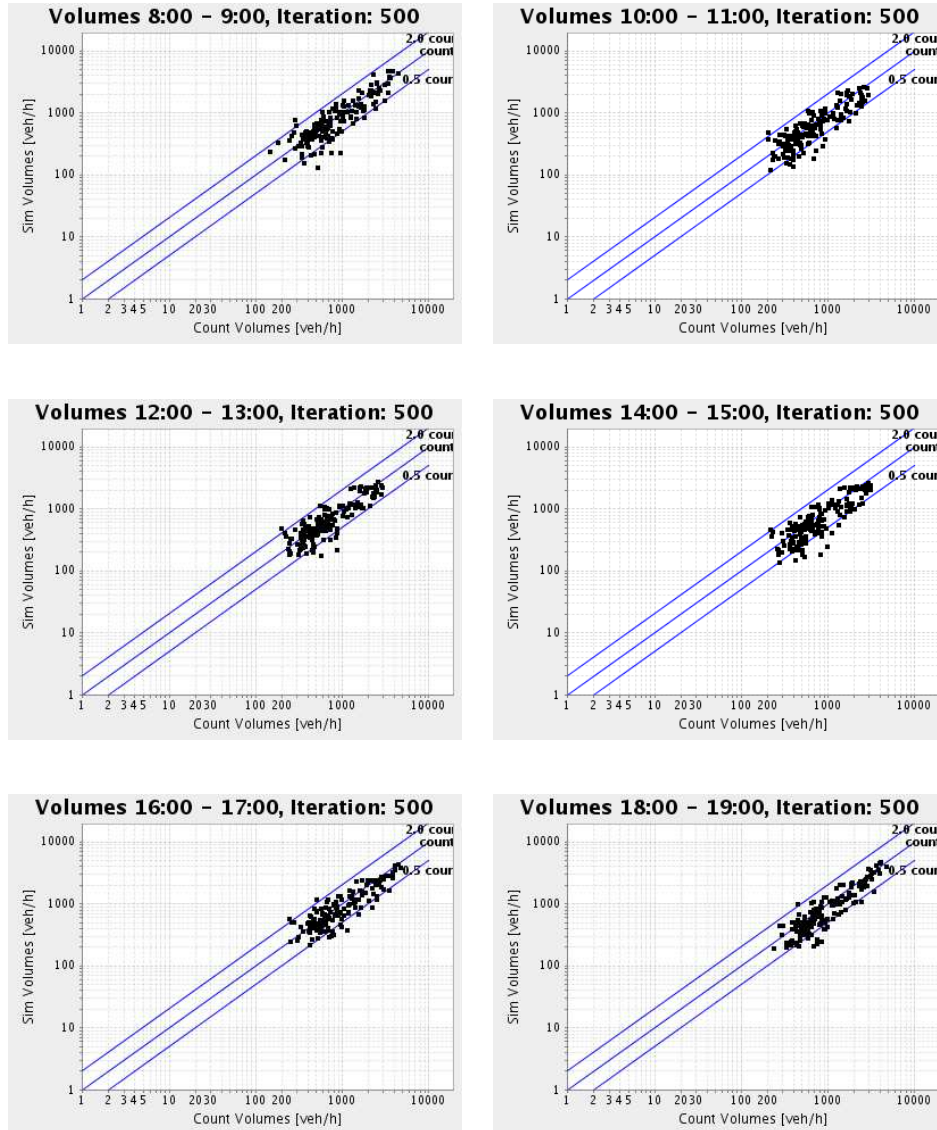 Volumes 8:00 - 9:00, Iteration: 500
2.0 coun
count
0.5 coun
10000
1000
100
10
1
Sim Volumes [veh/h]
1 2 3 4 5 10 20 30 100 200 1000 10000
Count Volumes [veh/h]
Volumes 10:00 - 11:00, Iteration: 500
2.0 coun
count
0.5 coun
10000
1000
100
10
1
Sim Volumes [veh/h]
1 2 3 4 5 10 20 30 100 200 1000 10000
Count Volumes [veh/h]
Volumes 12:00 - 13:00, Iteration: 500
2.0 coun
count
0.5 coun
10000
1000
100
10
1
Sim Volumes [veh/h]
1 2 3 4 5 10 20 30 100 200 1000 10000
Count Volumes [veh/h]
Volumes 14:00 - 15:00, Iteration: 500
2.0 coun
count
0.5 coun
10000
1000
100
10
1
Sim Volumes [veh/h]
1 2 3 4 5 10 20 30 100 200 1000 10000
Count Volumes [veh/h]
Volumes 16:00 - 17:00, Iteration: 500
2.0 coun
count
0.5 coun
10000
1000
100
10
1
Sim Volumes [veh/h]
1 2 3 4 5 10 20 30 100 200 1000 10000
Count Volumes [veh/h]
Volumes 18:00 - 19:00, Iteration: 500
2.0 coun
count
0.5 coun
10000
1000
100
10
1
Sim Volumes [veh/h]
1 2 3 4 5 10 20 30 100 200 1000 10000
Count Volumes [veh/h]